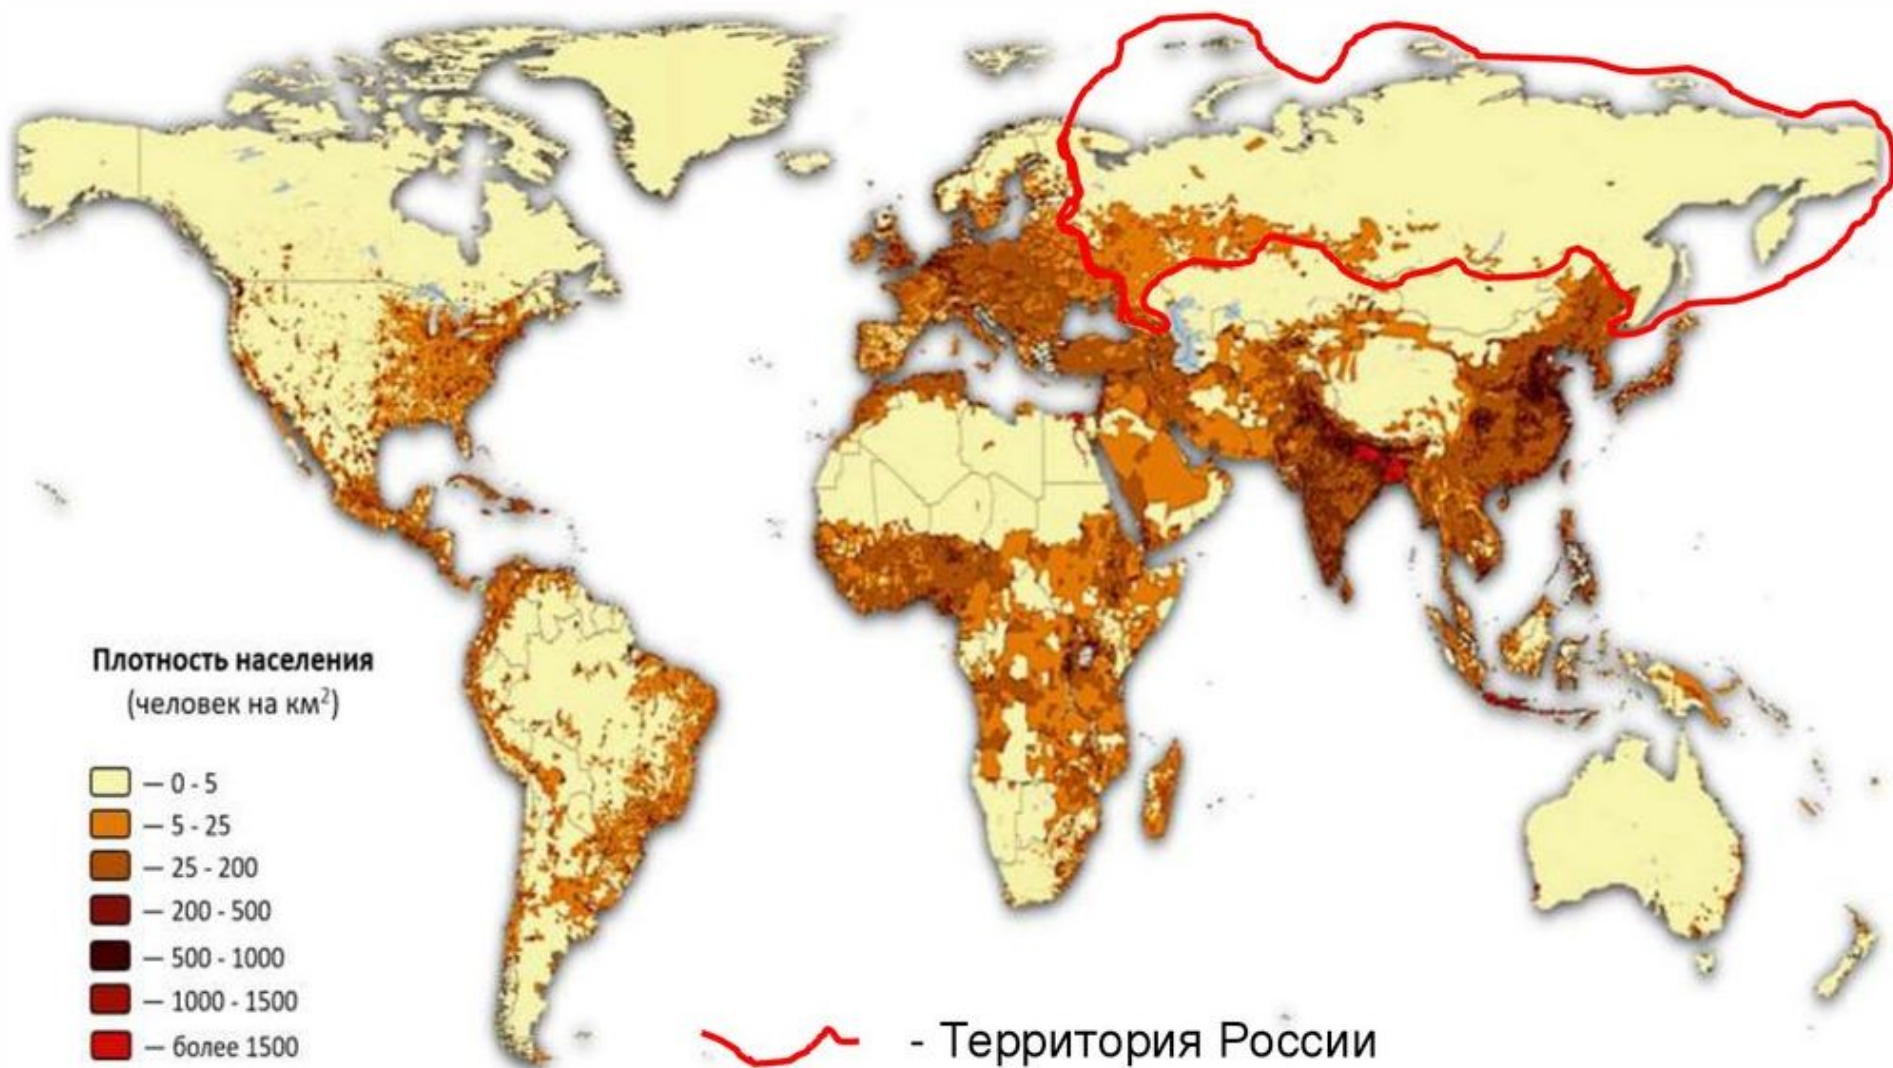 Плотность населения
(человек на км²)
— 0 - 5
— 5 - 25
— 25 - 200
— 200 - 500
— 500 - 1000
— 1000 - 1500
— более 1500
- Территория России